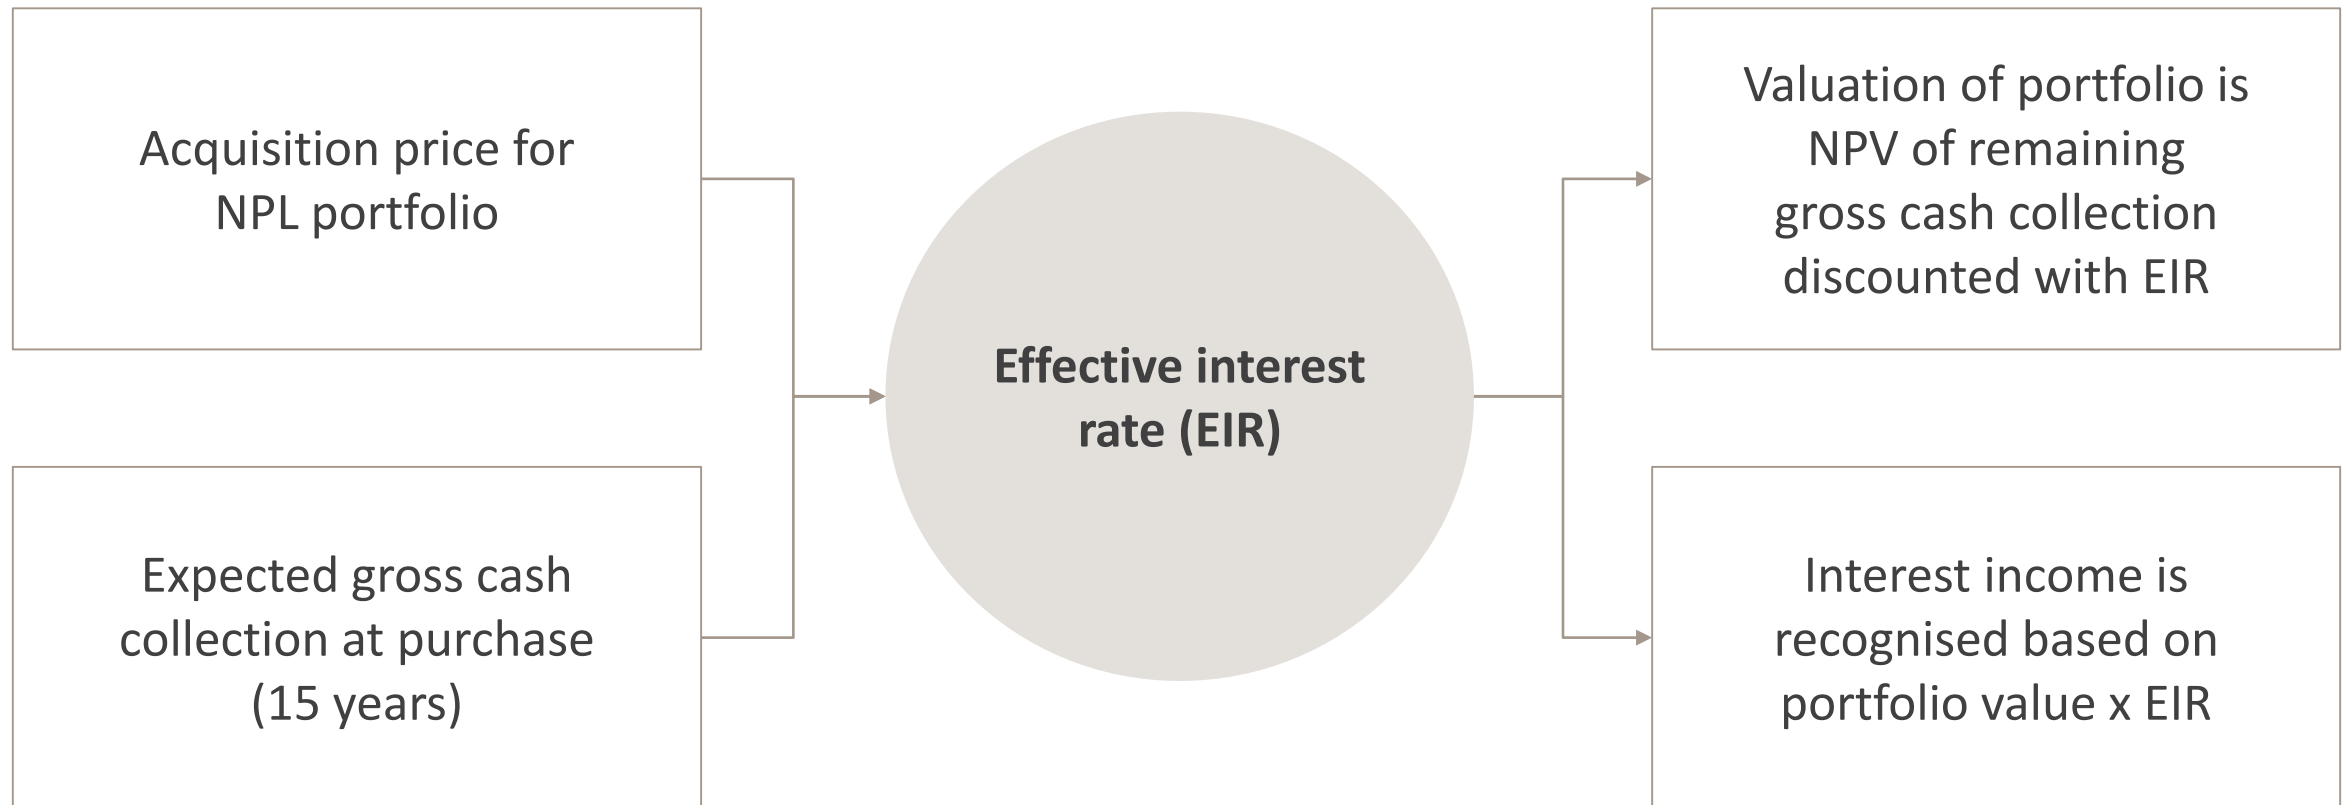 Acquisition price for
NPL portfolio
Expected gross cash
collection at purchase
(15 years)
Effective interest
rate (EIR)
Valuation of portfolio is
NPV of remaining
gross cash collection
discounted with EIR
Interest income is
recognised based on
portfolio value x EIR